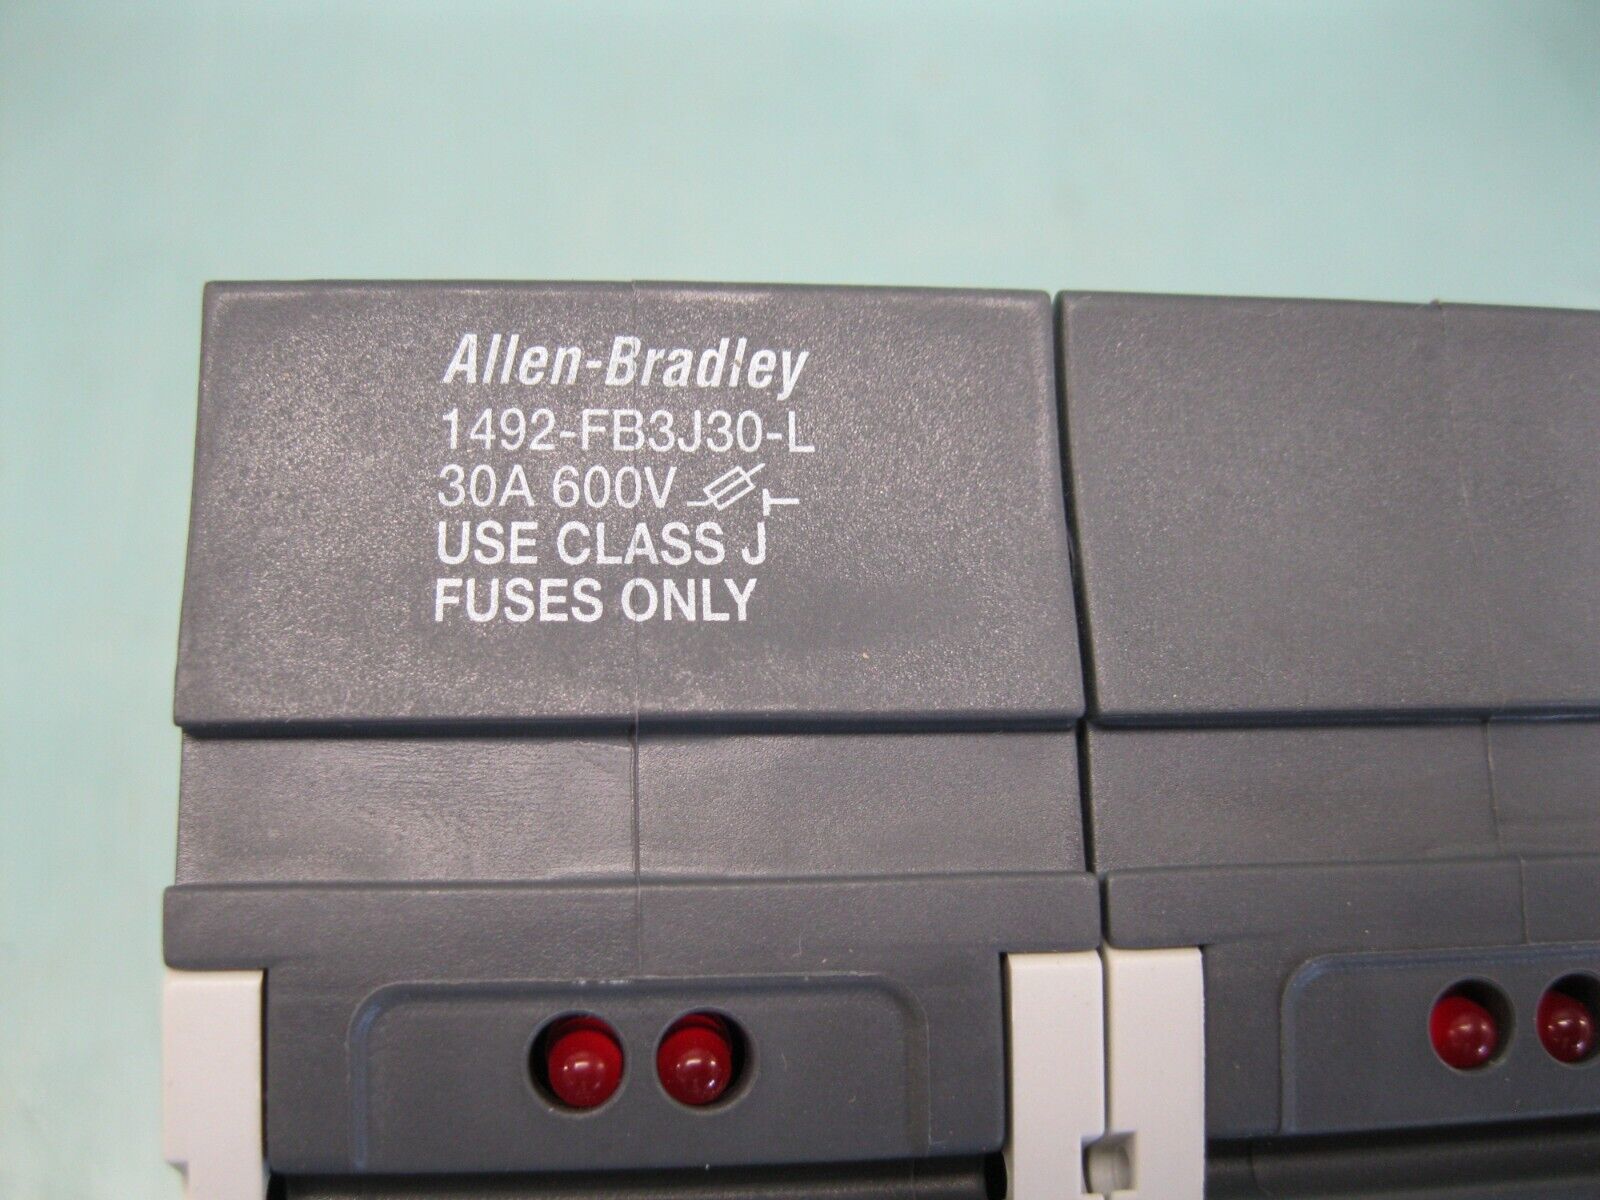 Allen-Bradley
1492-FB3J30-L
30A 600V
USE CLASS J
FUSES ONLY